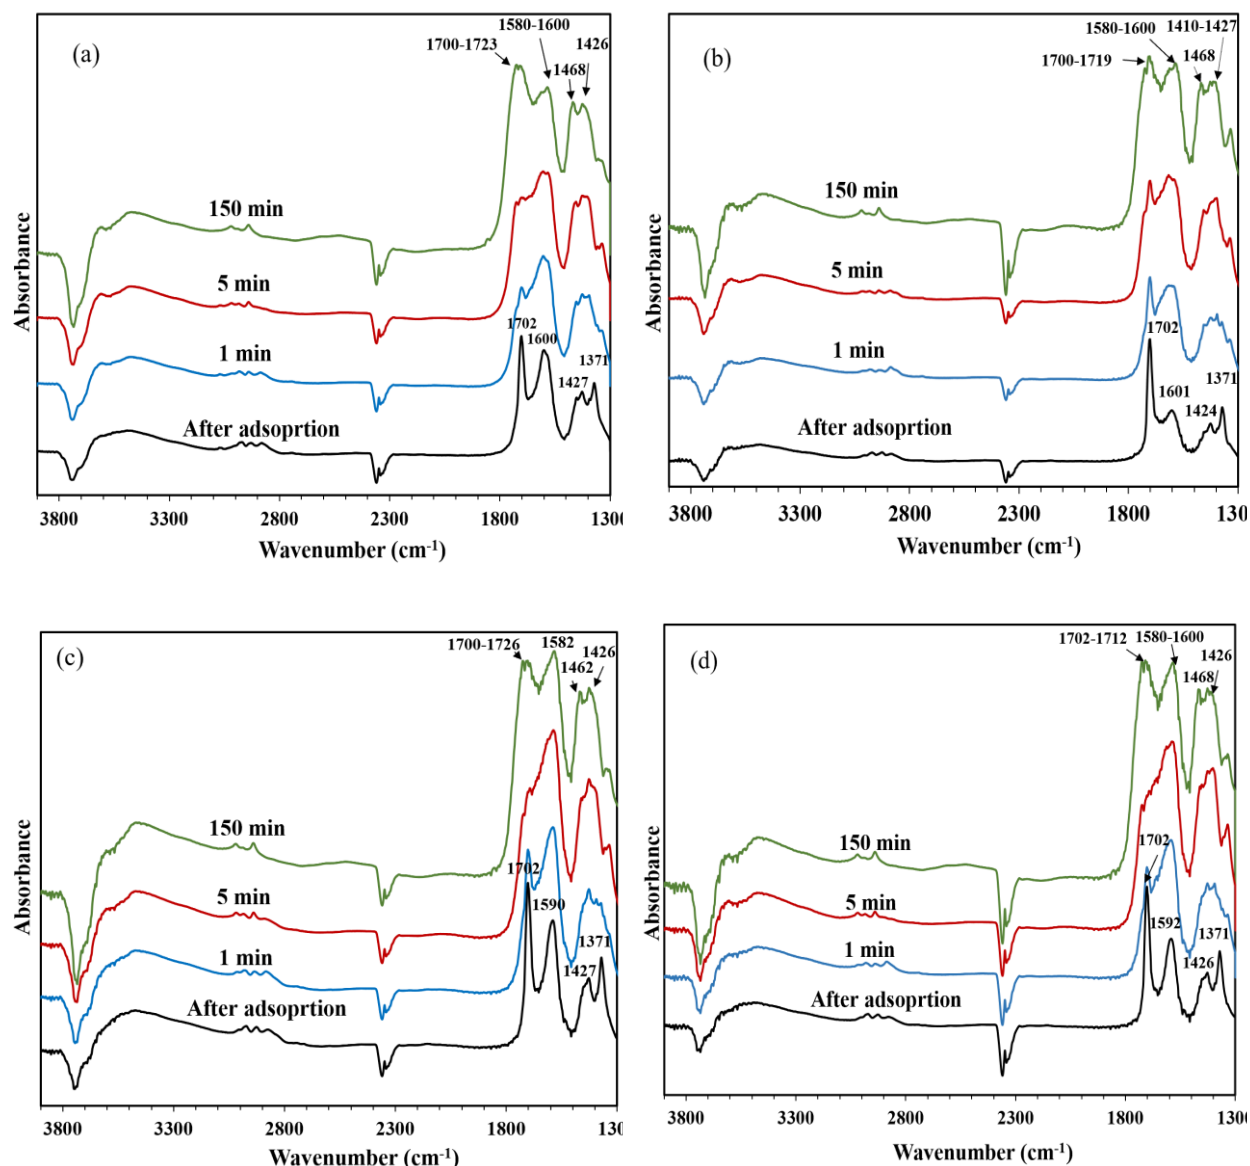 (a)
1700-1723
1580-1600
1426
1468
150 min
5 min
1 min
After adsoprtion
1702
1600
1427
1371
Absorbance
3800
3300
2300
1800
1300
Wavenumber (cm⁻¹)
(b)
1700-1719
1580-1600
1410-1427
1468
150 min
5 min
1 min
After adsoprtion
1702
1601
1424
1371
Absorbance
3800
3300
2300
1800
130
Wavenumber (cm⁻¹)
(c)
1700-1726
1582
1426
1462
150 min
5 min
1 min
After adsoprtion
1702
1590
1427
1371
Absorbance
3800
3300
2300
1800
1300
Wavenumber (cm⁻¹)
(d)
1702-1712
1580-1600
1426
1468
150 min
5 min
1 min
After adsoprtion
1702
1592
1426
1371
Absorbance
3800
3300
2300
1800
1300
Wavenumber (cm⁻¹)